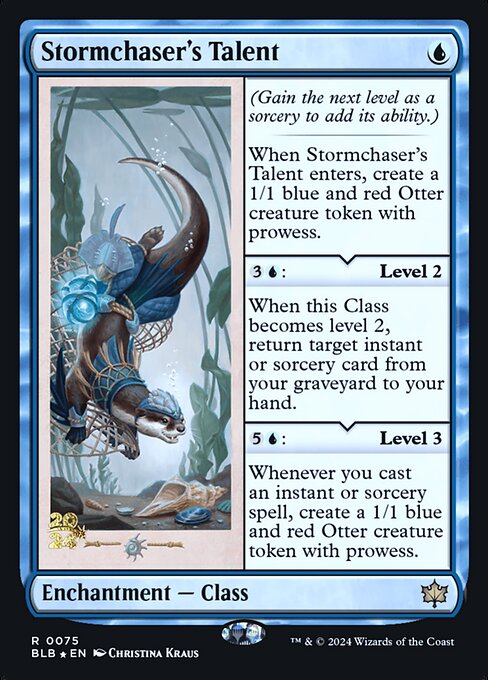 Stormchaser's Talent
(Gain the next level as a
sorcery to add its ability.)
When Stormchaser's
Talent enters, create a
1/1 blue and red Otter
creature token with
prowess.
3 : Level 2
When this Class
becomes level 2,
return target instant
or sorcery card from
your graveyard to your
hand.
5 : Level 3
Whenever you cast
an instant or sorcery
spell, create a 1/1 blue
and red Otter creature
token with prowess.
2024
Enchantment — Class
R 0075
BLB ★ EN Christina Kraus
™ & © 2024 Wizards of the Coast